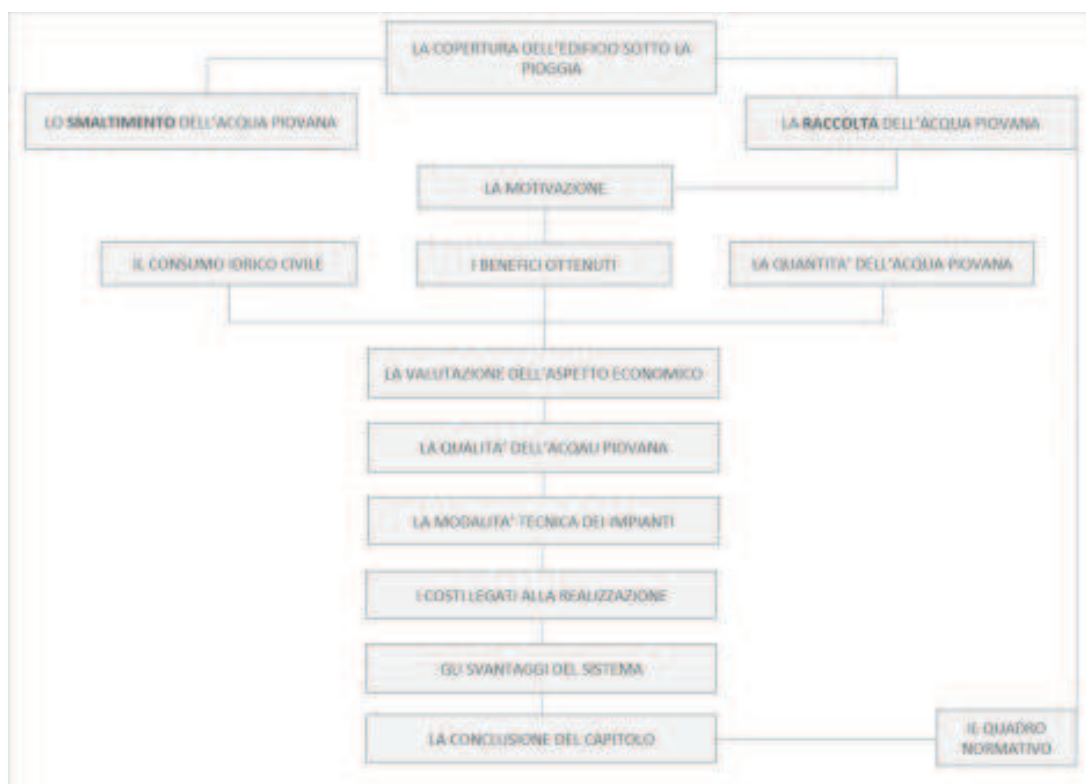 LA COPERTURA DELL'EDIFICIO SOTTO LA
PIOGGIA
LO SMALTIMENTO DELL'ACQUA PIOVANA
LA RACCOLTA DELL'ACQUA PIOVANA
LA MOTIVAZIONE
IL CONSUMO IDRICO CIVILE
I BENEFICI OTTENUTI
LA QUANTITA' DELL'ACQUA PIOVANA
LA VALUTAZIONE DELL'ASPETTO ECONOMICO
LA QUALITA' DELL'ACQAU PIOVANA
LA MODALITA' TECNICA DEI IMPIANTI
I COSTI LEGATI ALLA REALIZZAZIONE
GLI SVANTAGGI DEL SISTEMA
LA CONCLUSIONE DEL CAPITOLO
IL QUADRO
NORMATIVO